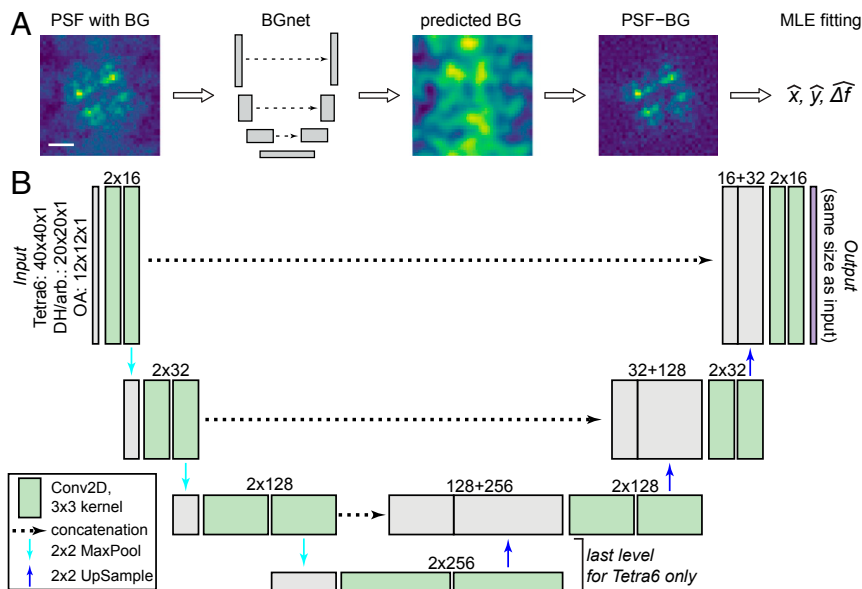 A
PSF with BG
BGnet
predicted BG
PSF−BG
MLE fitting
x̂, ŷ, Δf̂
B
Input
Tetra6: 40x40x1
DH/arb.: 20x20x1
OA: 12x12x1
2x16
16+32
2x16
Output
(same size as input)
2x32
32+128
2x32
2x128
128+256
2x128
2x256
last level
for Tetra6 only
Conv2D,
3x3 kernel
concatenation
2x2 MaxPool
2x2 UpSample